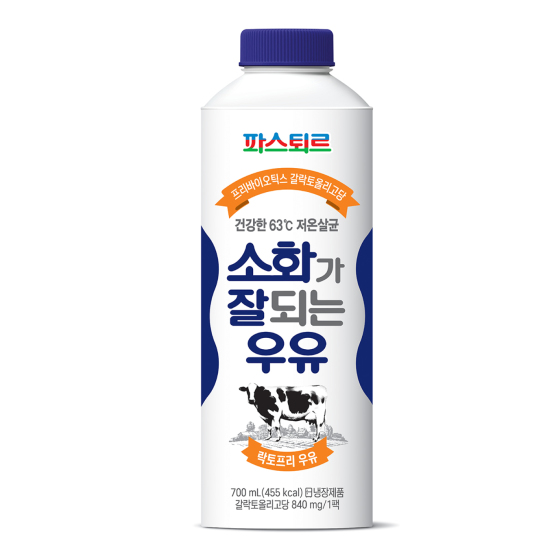 파스퇴르
프리바이오틱스 갈락토올리고당
건강한 63℃ 저온살균
소화가
잘되는
우유
락토프리 우유
700 mL(455 kcal) 日냉장제품
갈락토올리고당 840 mg/1팩